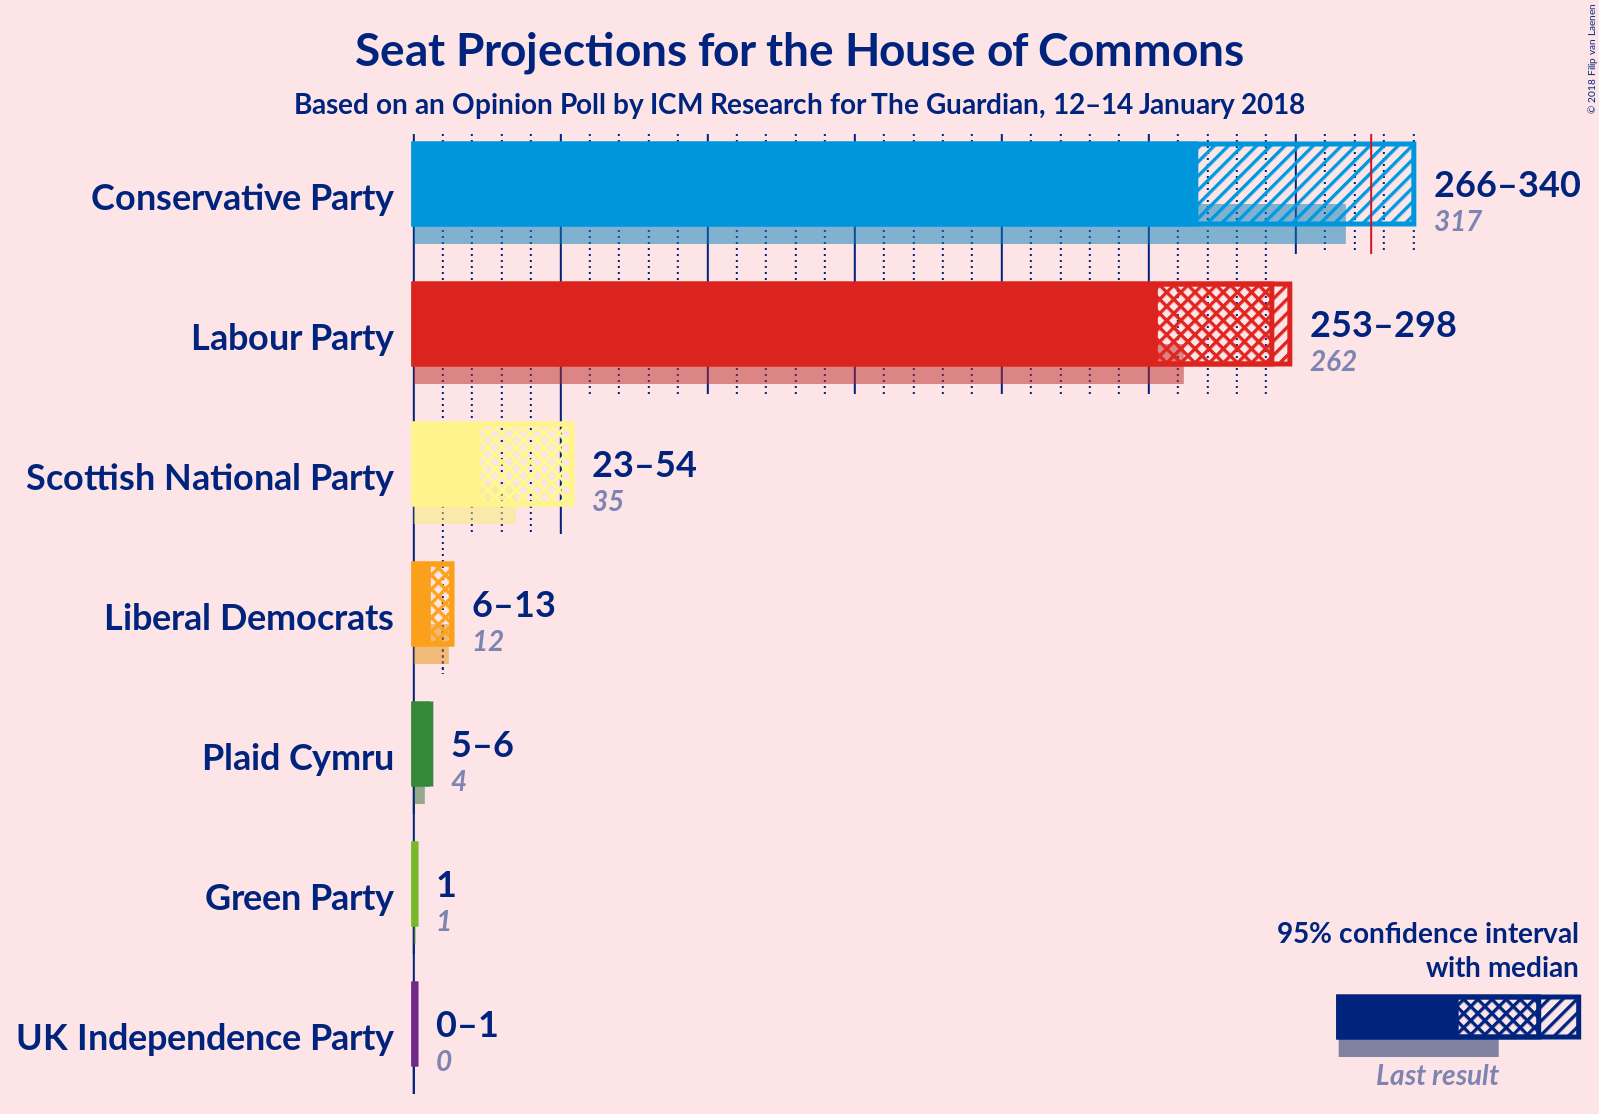 Seat Projections for the House of Commons
Based on an Opinion Poll by ICM Research for The Guardian, 12–14 January 2018
© 2018 Filip van Laenen
Conservative Party
266–340
317
Labour Party
253–298
262
Scottish National Party
23–54
35
Liberal Democrats
6–13
12
Plaid Cymru
5–6
4
Green Party
1
1
UK Independence Party
0–1
0
95% confidence interval
with median
Last result